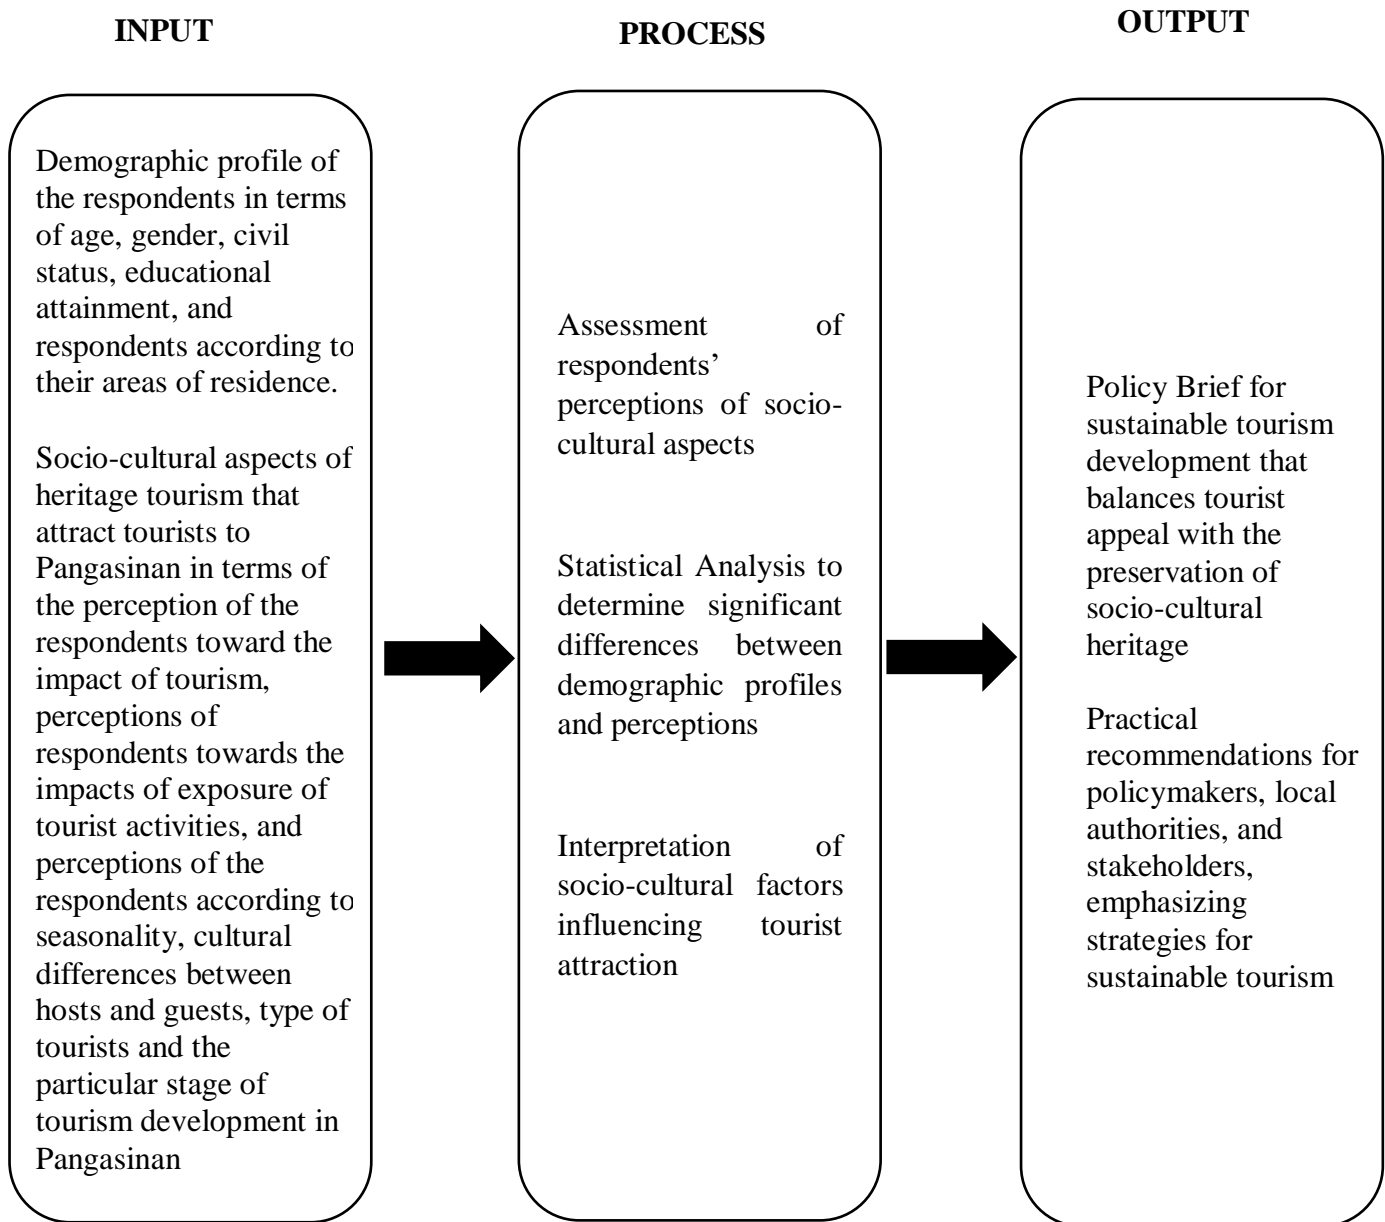 INPUT
Demographic profile of
the respondents in terms
of age, gender, civil
status, educational
attainment, and
respondents according to
their areas of residence.
Socio-cultural aspects of
heritage tourism that
attract tourists to
Pangasinan in terms of
the perception of the
respondents toward the
impact of tourism,
perceptions of
respondents towards the
impacts of exposure of
tourist activities, and
perceptions of the
respondents according to
seasonality, cultural
differences between
hosts and guests, type of
tourists and the
particular stage of
tourism development in
Pangasinan
PROCESS
Assessment of
respondents’
perceptions of socio-
cultural aspects
Statistical Analysis to
determine significant
differences between
demographic profiles
and perceptions
Interpretation of
socio-cultural factors
influencing tourist
attraction
OUTPUT
Policy Brief for
sustainable tourism
development that
balances tourist
appeal with the
preservation of
socio-cultural
heritage
Practical
recommendations for
policymakers, local
authorities, and
stakeholders,
emphasizing
strategies for
sustainable tourism